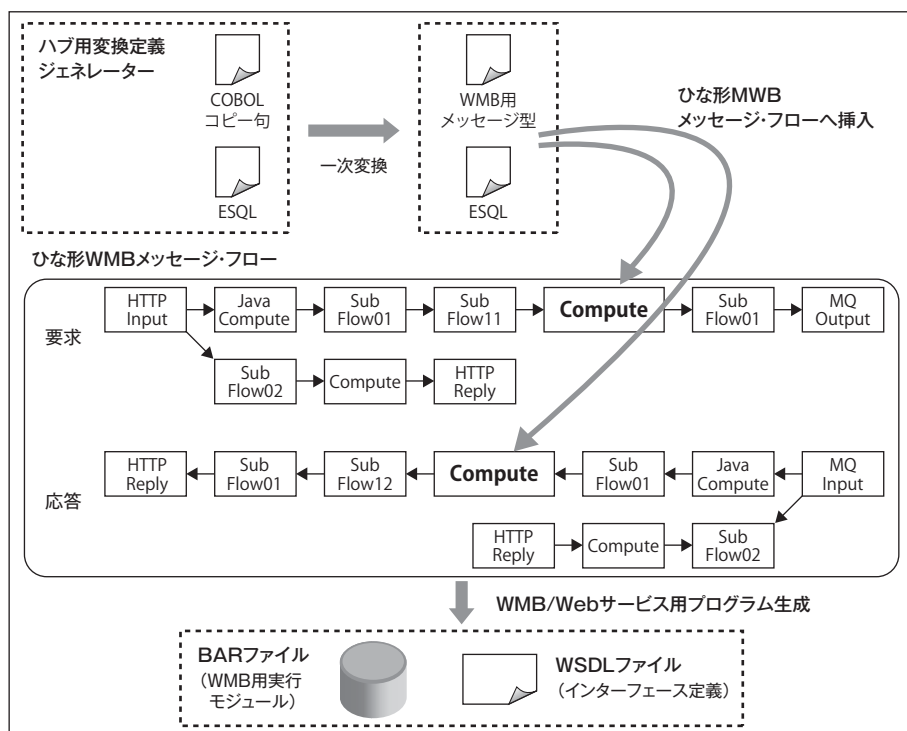 ハブ用変換定義
ジェネレーター
COBOL
コピー句
ESQL
一次変換
WMB用
メッセージ型
ESQL
ひな形MWB
メッセージ・フローへ挿入
ひな形WMBメッセージ・フロー
要求
HTTP
Input
Java
Compute
Sub
Flow01
Sub
Flow11
Compute
Sub
Flow01
MQ
Output
Sub
Flow02
Compute
HTTP
Reply
応答
HTTP
Reply
Sub
Flow01
Sub
Flow12
Compute
Sub
Flow01
Java
Compute
MQ
Input
HTTP
Reply
Compute
Sub
Flow02
WMB/Webサービス用プログラム生成
BARファイル
(WMB用実行
モジュール)
WSDLファイル
(インターフェース定義)